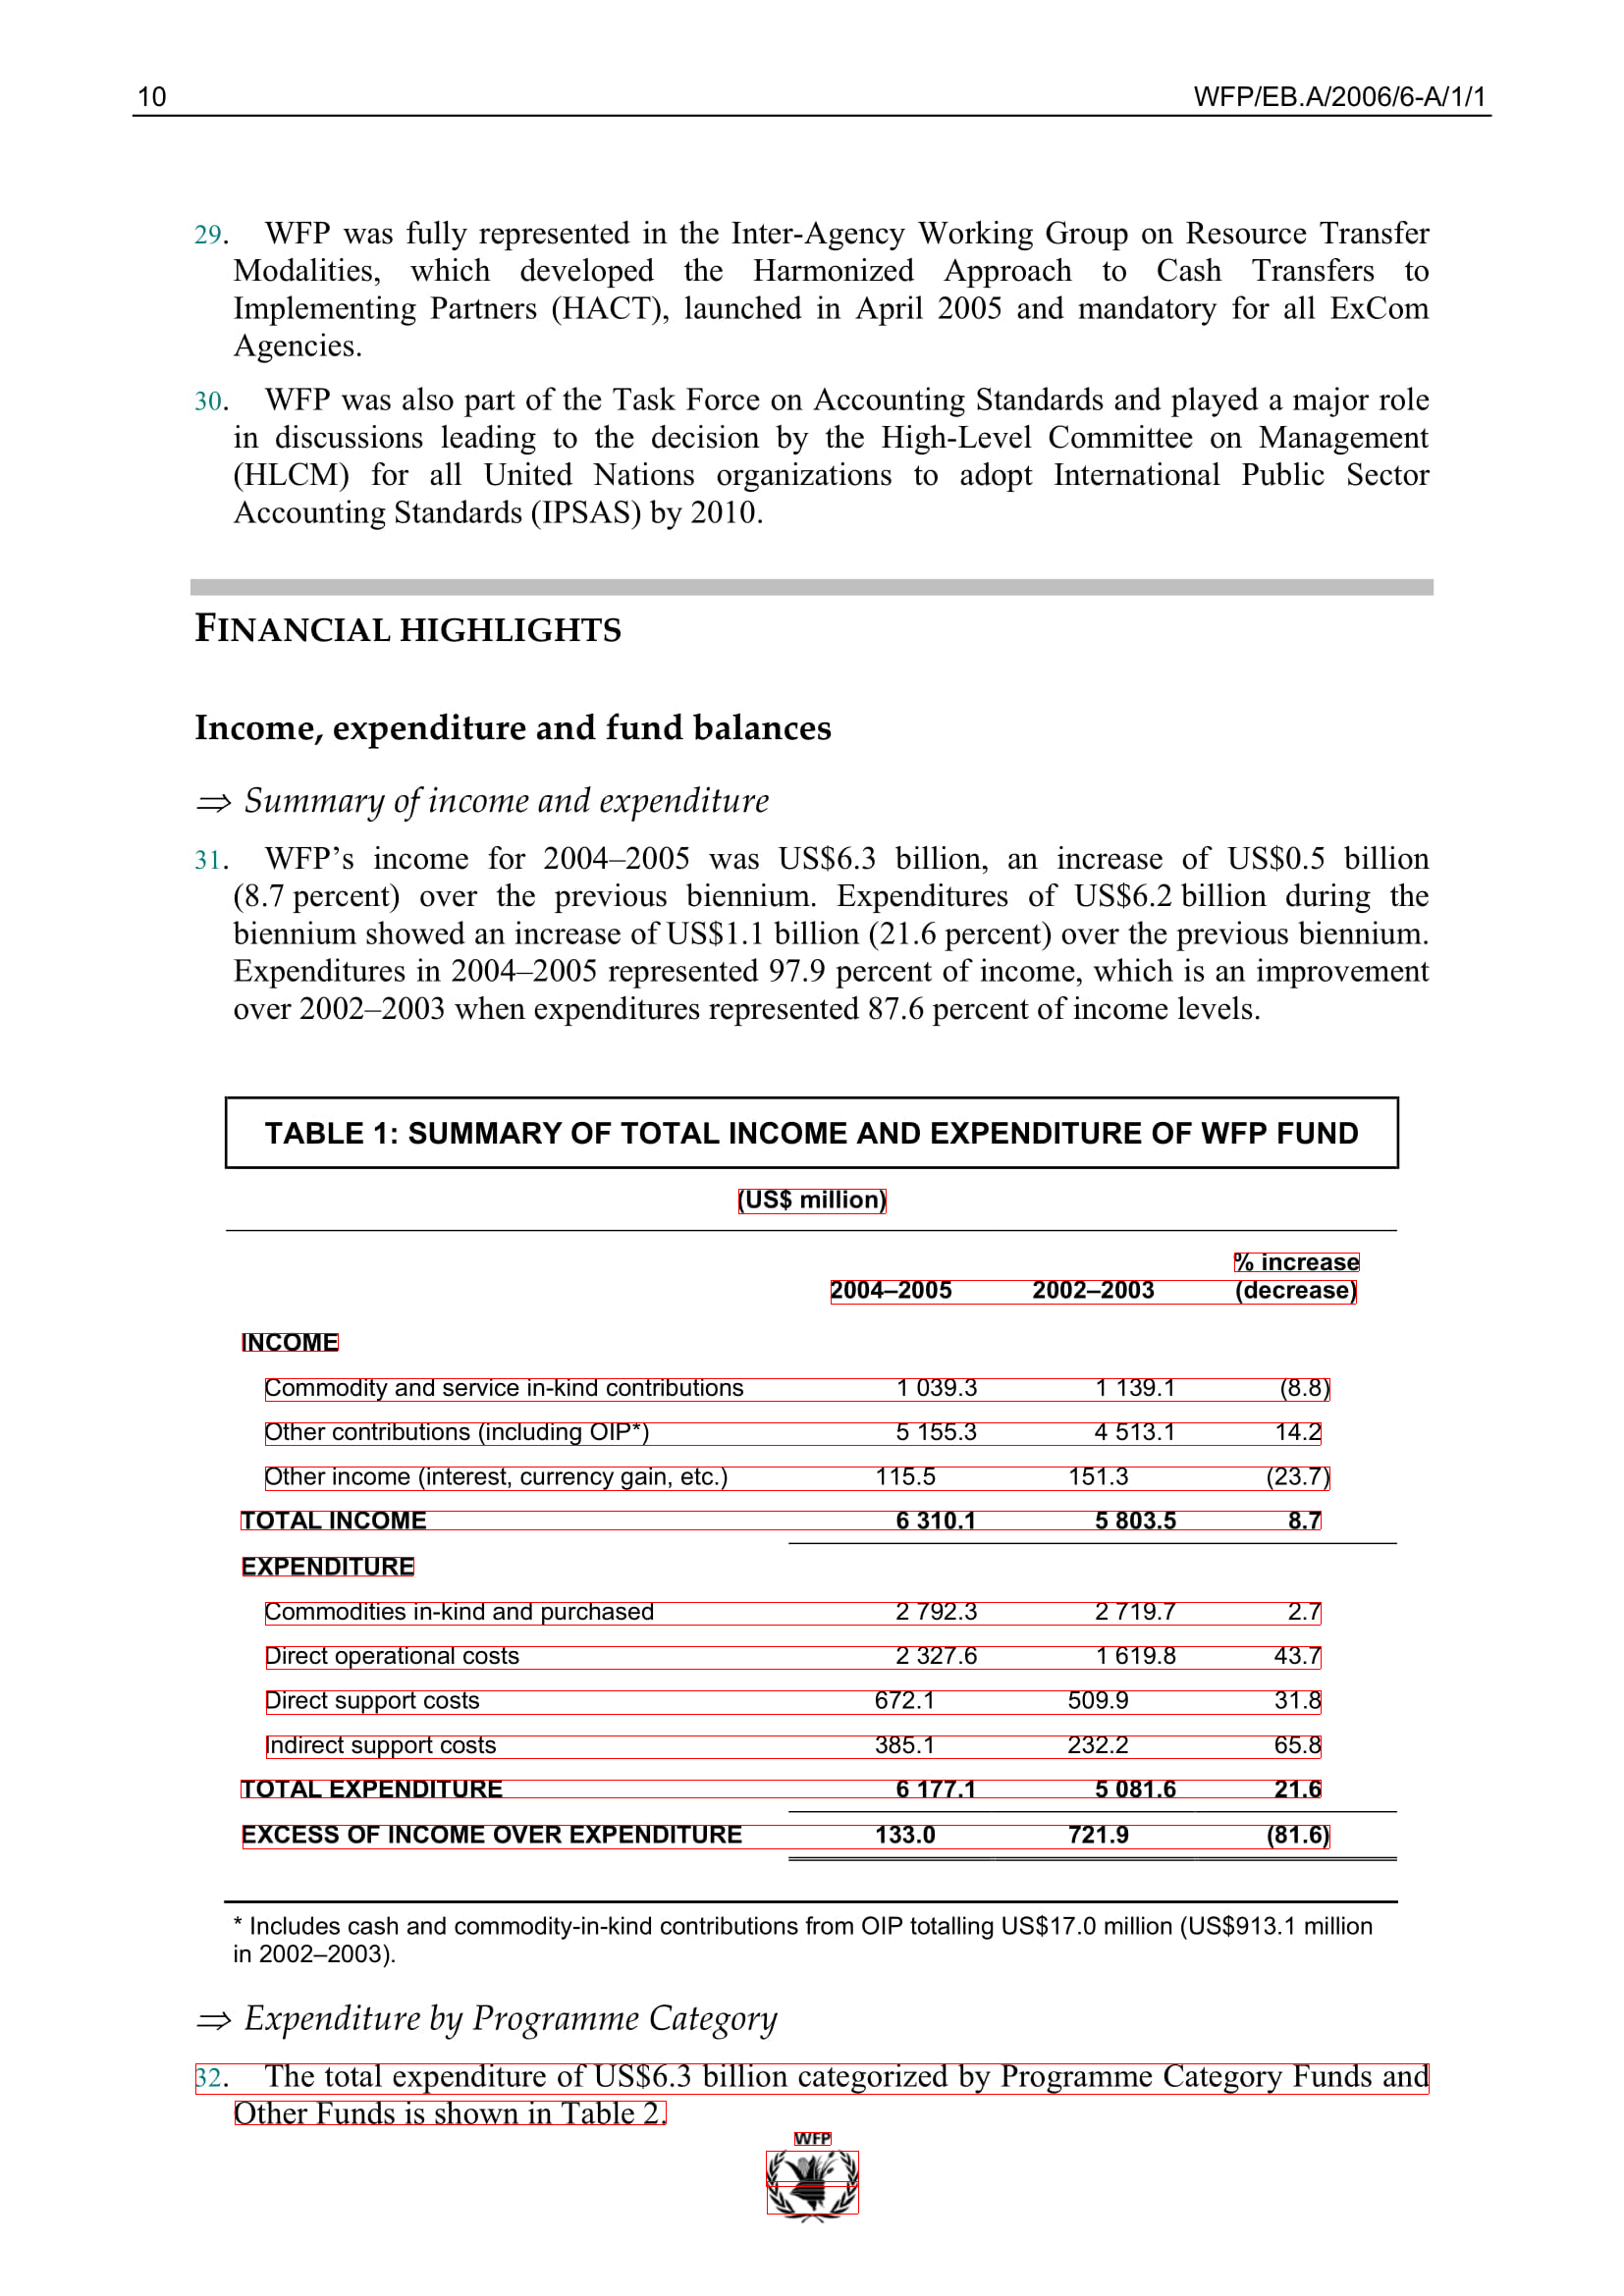 10 WFP/EB.A/2006/6-A/1/1
29. WFP was fully represented in the Inter-Agency Working Group on Resource Transfer
Modalities, which developed the Harmonized Approach to Cash Transfers to
Implementing Partners (HACT), launched in April 2005 and mandatory for all ExCom
Agencies.
30. WFP was also part of the Task Force on Accounting Standards and played a major role
in discussions leading to the decision by the High-Level Committee on Management
(HLCM) for all United Nations organizations to adopt International Public Sector
Accounting Standards (IPSAS) by 2010.
FINANCIAL HIGHLIGHTS
Income, expenditure and fund balances
⇒ Summary of income and expenditure
31. WFP’s income for 2004–2005 was US$6.3 billion, an increase of US$0.5 billion
(8.7 percent) over the previous biennium. Expenditures of US$6.2 billion during the
biennium showed an increase of US$1.1 billion (21.6 percent) over the previous biennium.
Expenditures in 2004–2005 represented 97.9 percent of income, which is an improvement
over 2002–2003 when expenditures represented 87.6 percent of income levels.
TABLE 1: SUMMARY OF TOTAL INCOME AND EXPENDITURE OF WFP FUND
(US$ million)
% increase
2004–2005 2002–2003 (decrease)
INCOME
Commodity and service in-kind contributions 1 039.3 1 139.1 (8.8)
Other contributions (including OIP*) 5 155.3 4 513.1 14.2
Other income (interest, currency gain, etc.) 115.5 151.3 (23.7)
TOTAL INCOME 6 310.1 5 803.5 8.7
EXPENDITURE
Commodities in-kind and purchased 2 792.3 2 719.7 2.7
Direct operational costs 2 327.6 1 619.8 43.7
Direct support costs 672.1 509.9 31.8
Indirect support costs 385.1 232.2 65.8
TOTAL EXPENDITURE 6 177.1 5 081.6 21.6
EXCESS OF INCOME OVER EXPENDITURE 133.0 721.9 (81.6)
* Includes cash and commodity-in-kind contributions from OIP totalling US$17.0 million (US$913.1 million
in 2002–2003).
⇒ Expenditure by Programme Category
32. The total expenditure of US$6.3 billion categorized by Programme Category Funds and
Other Funds is shown in Table 2.
WFP